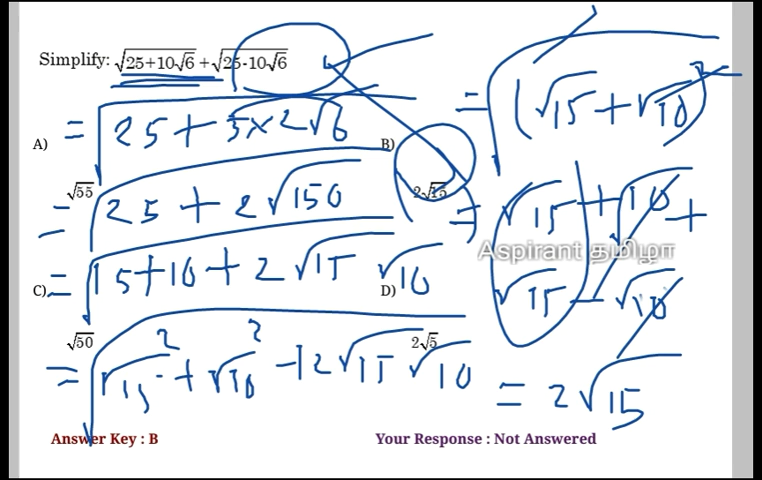 Simplify: √25+10√6 + √25-10√6
= √25 + 5×2√6
A)
B)
√55
2√15
= √25 + 2√150
= √15+10 + 2√15 √10
C)
D)
√50
2√5
= √√15² + √10² + 2√15 √10
= √(√15 + √10)²
= √15 + √10 +
√15 - √10
= 2√15
Aspirant தமிழா
Answer Key : B
Your Response : Not Answered